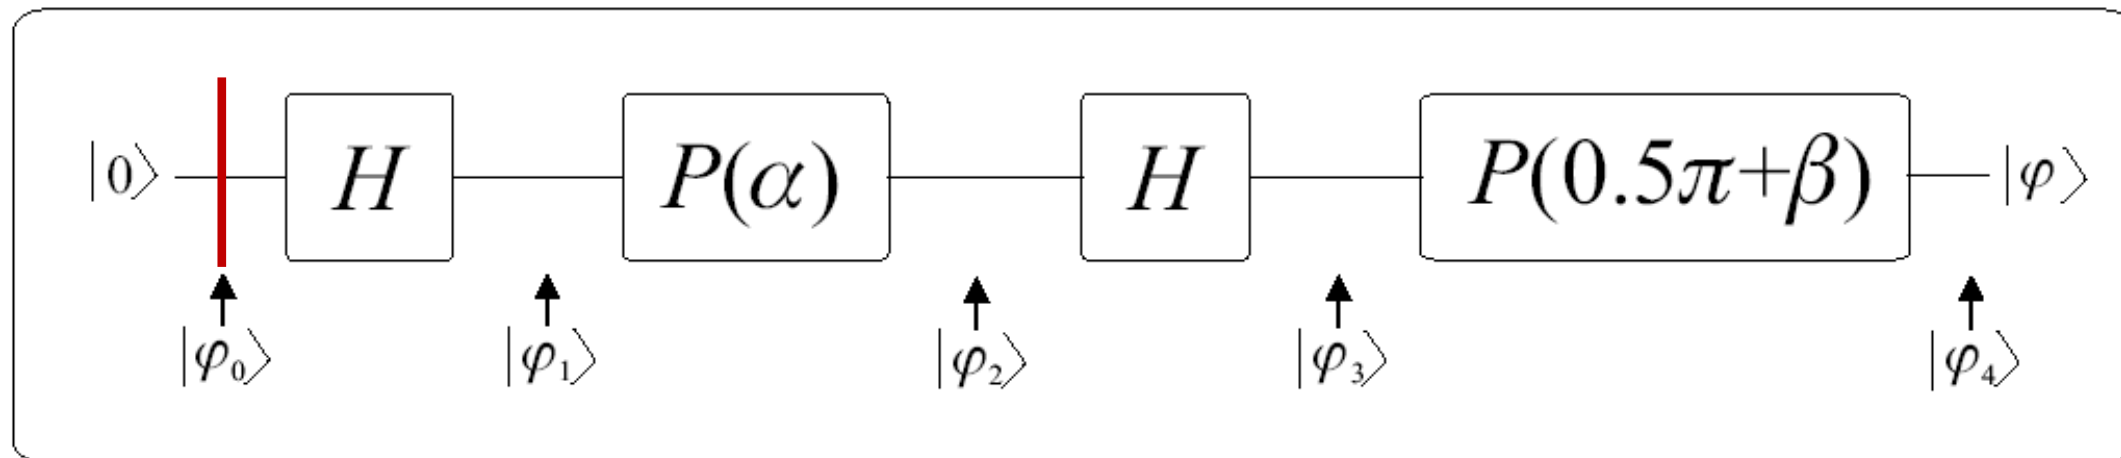 |0⟩ H P(α) H P(0.5π+β) |φ⟩
|φ₀⟩ |φ₁⟩ |φ₂⟩ |φ₃⟩ |φ₄⟩